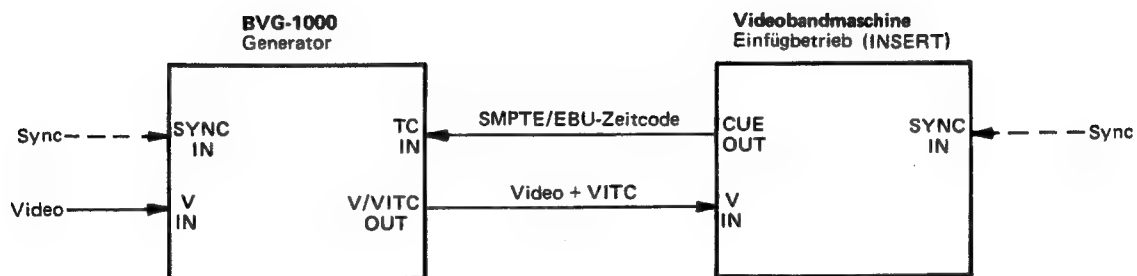 BVG-1000
Generator
Videobandmaschine
Einfügbetrieb (INSERT)
Sync
SYNC
IN
TC
IN
SMPTE/EBU-Zeitcode
CUE
OUT
SYNC
IN
Sync
Video
V
IN
V/VITC
OUT
Video + VITC
V
IN